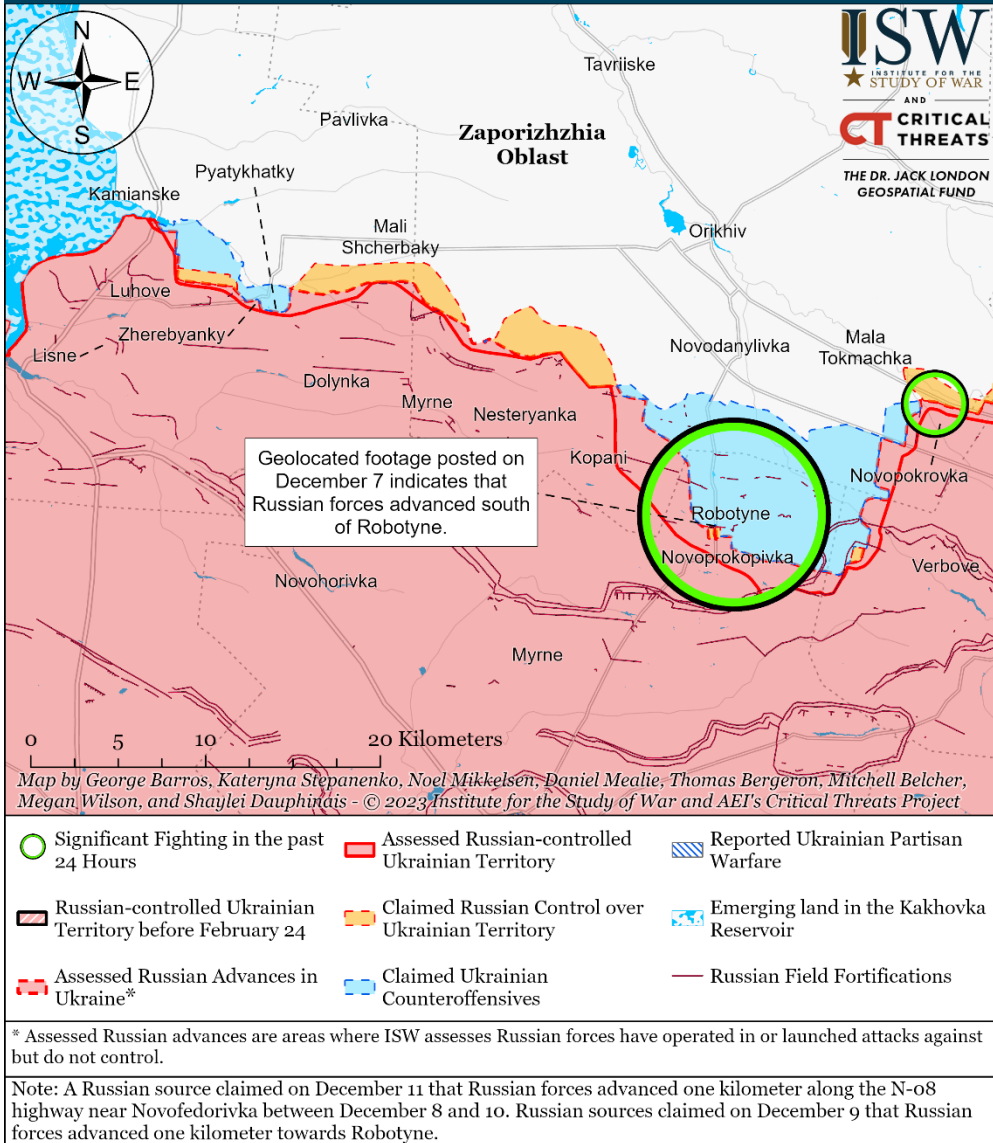 N
W
E
S
ISW
INSTITUTE FOR THE
STUDY OF WAR
AND
CT CRITICAL
THREATS
THE DR. JACK LONDON
GEOSPATIAL FUND
Tavriiske
Pavlivka
Zaporizhzhia
Oblast
Pyatykhatky
Kamianske
Mali
Shcherbaky
Orikhiv
Luhove
Zherebyanky
Lisne
Dolynka
Myrne
Nesteryanka
Novodanylivka
Mala
Tokmachka
Kopani
Novopokrovka
Geolocated footage posted on
December 7 indicates that
Russian forces advanced south
of Robotyne.
Robotyne
Novoprokopivka
Verbove
Novohorivka
Myrne
0 5 10 20 Kilometers
Map by George Barros, Kateryna Stepanenko, Noel Mikkelsen, Daniel Mealie, Thomas Bergeron, Mitchell Belcher,
Megan Wilson, and Shaylei Dauphinais - © 2023 Institute for the Study of War and AEI's Critical Threats Project
Significant Fighting in the past
24 Hours
Assessed Russian-controlled
Ukrainian Territory
Reported Ukrainian Partisan
Warfare
Russian-controlled Ukrainian
Territory before February 24
Claimed Russian Control over
Ukrainian Territory
Emerging land in the Kakhovka
Reservoir
Assessed Russian Advances in
Ukraine*
Claimed Ukrainian
Counteroffensives
Russian Field Fortifications
* Assessed Russian advances are areas where ISW assesses Russian forces have operated in or launched attacks against
but do not control.
Note: A Russian source claimed on December 11 that Russian forces advanced one kilometer along the N-08
highway near Novofedorivka between December 8 and 10. Russian sources claimed on December 9 that Russian
forces advanced one kilometer towards Robotyne.